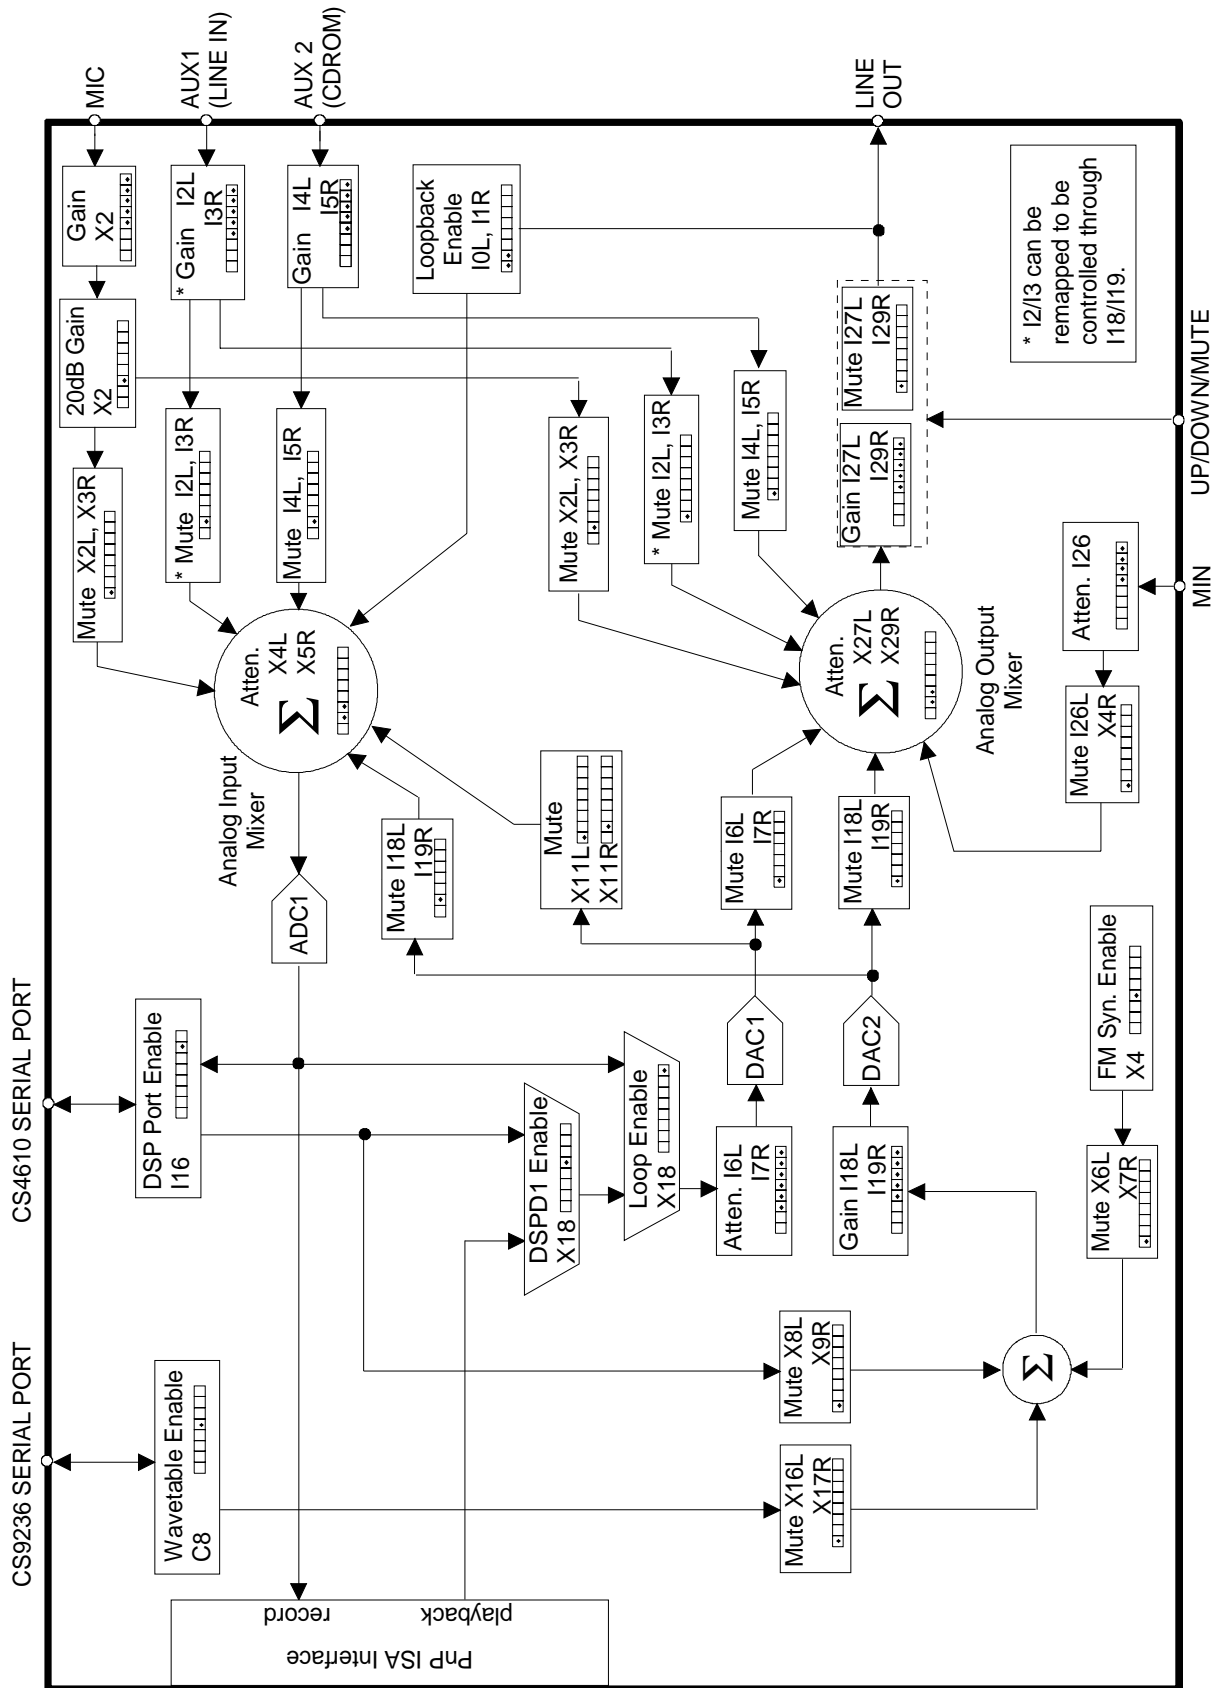 CS9236 SERIAL PORT
CS4610 SERIAL PORT
PnP ISA Interface
record
playback
Wavetable Enable
C8
DSP Port Enable
I16
ADC1
Analog Input
Mixer
Atten.
X4L
X5R
Σ
Mute X2L, X3R
20dB Gain
X2
Gain
X2
MIC
* Mute I2L, I3R
* Gain I2L
I3R
AUX1
(LINE IN)
Mute I4L, I5R
Gain I4L
I5R
AUX 2
(CDROM)
Loopback
Enable
I0L, I1R
Mute I18L
I19R
Mute
X11L
X11R
DSPD1 Enable
X18
Loop Enable
X18
Mute X2L, X3R
* Mute I2L, I3R
Mute I4L, I5R
Atten. I6L
I7R
DAC1
Mute I6L
I7R
Gain I18L
I19R
DAC2
Mute I18L
I19R
Atten.
X27L
X29R
Σ
Analog Output
Mixer
Gain I27L
I29R
Mute I27L
I29R
LINE
OUT
Mute X8L
X9R
Mute X16L
X17R
Σ
Mute X6L
X7R
FM Syn. Enable
X4
Mute I26L
X4R
Atten. I26
MIN
UP/DOWN/MUTE
* I2/I3 can be
remapped to be
controlled through
I18/I19.